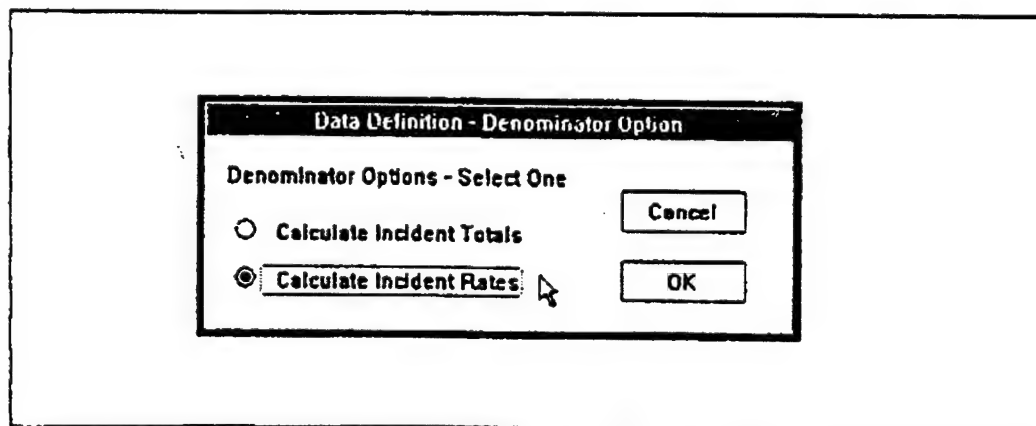 Data Definition - Denominator Option
Denominator Options - Select One
Cancel
Calculate Incident Totals
Calculate Incident Rates
OK